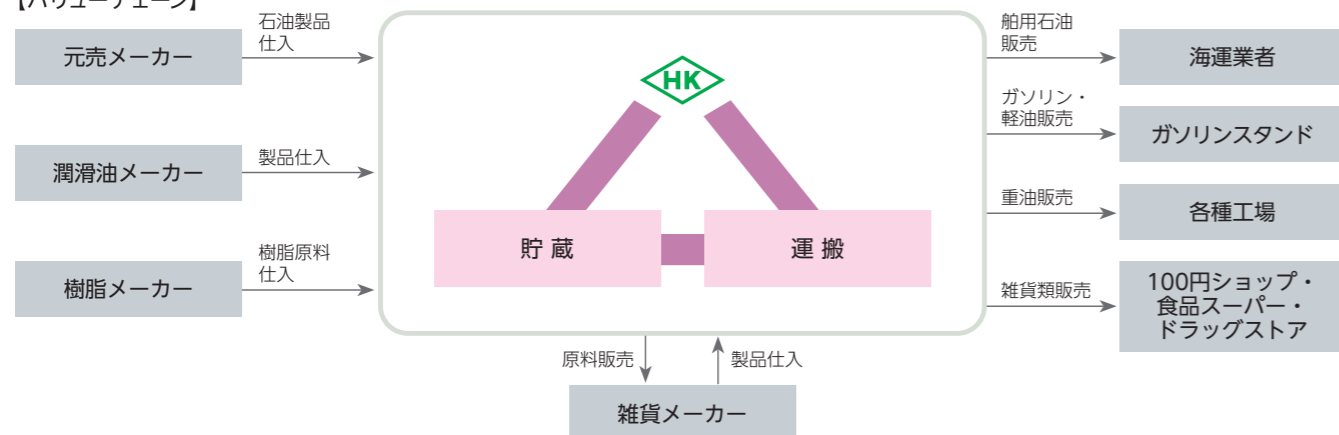 【バリューチェーン】
元売メーカー
石油製品
仕入
潤滑油メーカー
製品仕入
樹脂メーカー
樹脂原料
仕入
HK
貯蔵
運搬
原料販売
製品仕入
雑貨メーカー
舶用石油
販売
海運業者
ガソリン・
軽油販売
ガソリンスタンド
重油販売
各種工場
雑貨類販売
100円ショップ・
食品スーパー・
ドラッグストア